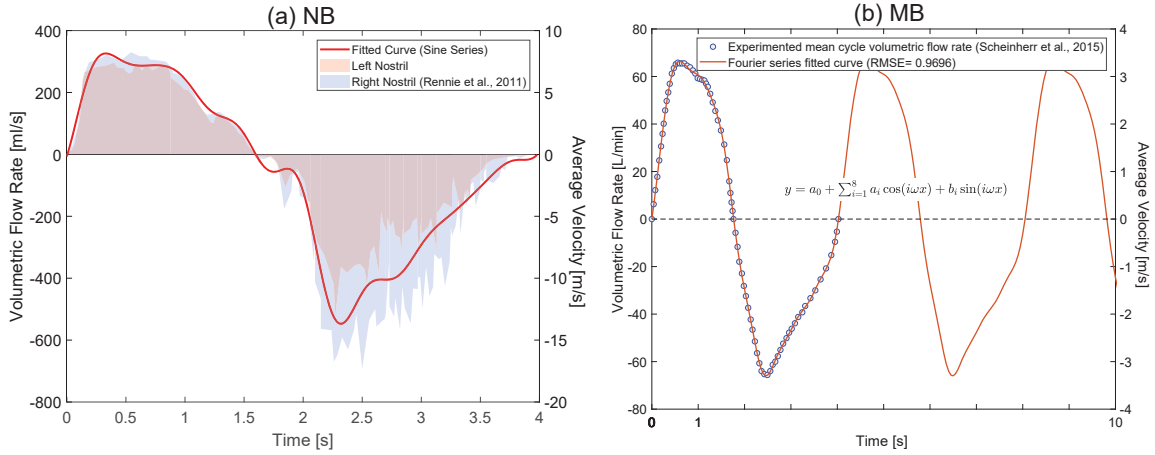 (a) NB
400
200
0
-200
-400
-600
-800
Volumetric Flow Rate [ml/s]
Fitted Curve (Sine Series)
Left Nostril
Right Nostril (Rennie et al., 2011)
10
5
0
-5
-10
-15
-20
Average Velocity [m/s]
0 0.5 1 1.5 2 2.5 3 3.5 4
Time [s]
(b) MB
80
60
40
20
0
-20
-40
-60
-80
Volumetric Flow Rate [L/min]
Experimented mean cycle volumetric flow rate (Scheinherr et al., 2015)
Fourier series fitted curve (RMSE= 0.9696)
y = a₀ + ∑⁸ᵢ₌₁ aᵢ cos(iωx) + bᵢ sin(iωx)
4
3
2
1
0
-1
-2
-3
-4
Average Velocity [m/s]
0 1 10
Time [s]